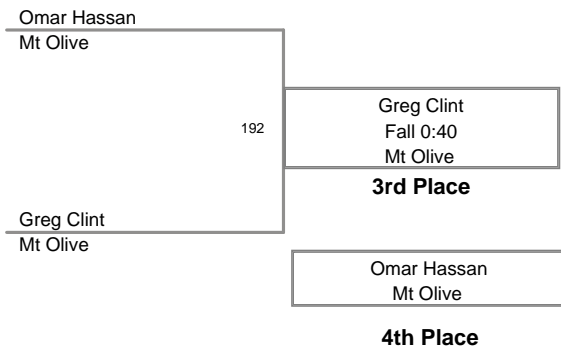 Omar Hassan
Mt Olive
192
Greg Clint
Fall 0:40
Mt Olive
3rd Place
Greg Clint
Mt Olive
Omar Hassan
Mt Olive
4th Place